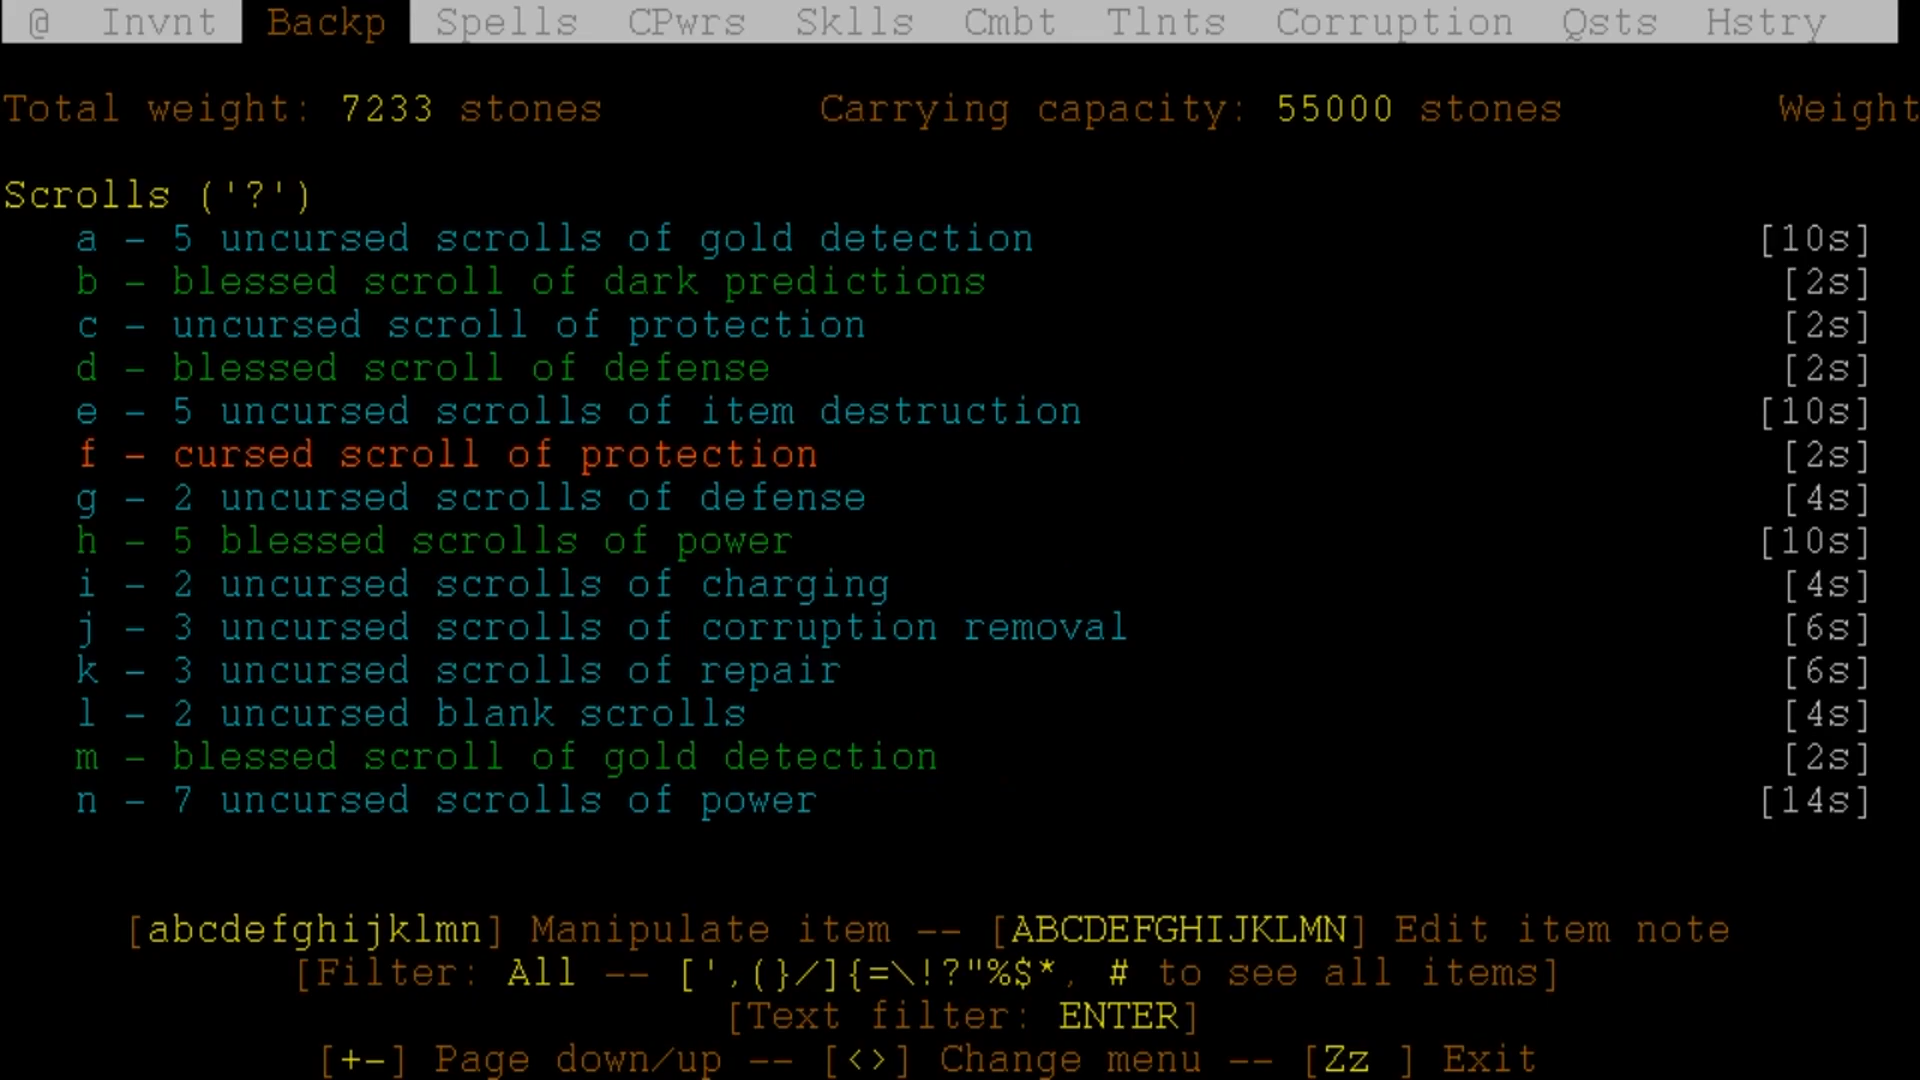 @ Invnt Backp Spells CPwrs Sklls Cmbt Tlnts Corruption Qsts Hstry
Total weight: 7233 stones Carrying capacity: 55000 stones Weight
Scrolls ('?')
a - 5 uncursed scrolls of gold detection [10s]
b - blessed scroll of dark predictions [2s]
c - uncursed scroll of protection [2s]
d - blessed scroll of defense [2s]
e - 5 uncursed scrolls of item destruction [10s]
f - cursed scroll of protection [2s]
g - 2 uncursed scrolls of defense [4s]
h - 5 blessed scrolls of power [10s]
i - 2 uncursed scrolls of charging [4s]
j - 3 uncursed scrolls of corruption removal [6s]
k - 3 uncursed scrolls of repair [6s]
l - 2 uncursed blank scrolls [4s]
m - blessed scroll of gold detection [2s]
n - 7 uncursed scrolls of power [14s]
[abcdefghijklmn] Manipulate item -- [ABCDEFGHIJKLMN] Edit item note
[Filter: All -- [',(}/]{=\!?"%$*, # to see all items]
[Text filter: ENTER]
[+-] Page down/up -- [<>] Change menu -- [Zz ] Exit